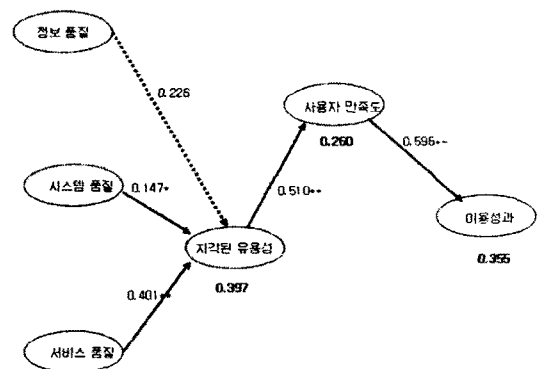 정보 품질
0.226
사용자 만족도
0.260
0.596**
시스템 품질
0.147*
0.510**
이용성과
0.355
지각된 유용성
0.397
0.401**
서비스 품질